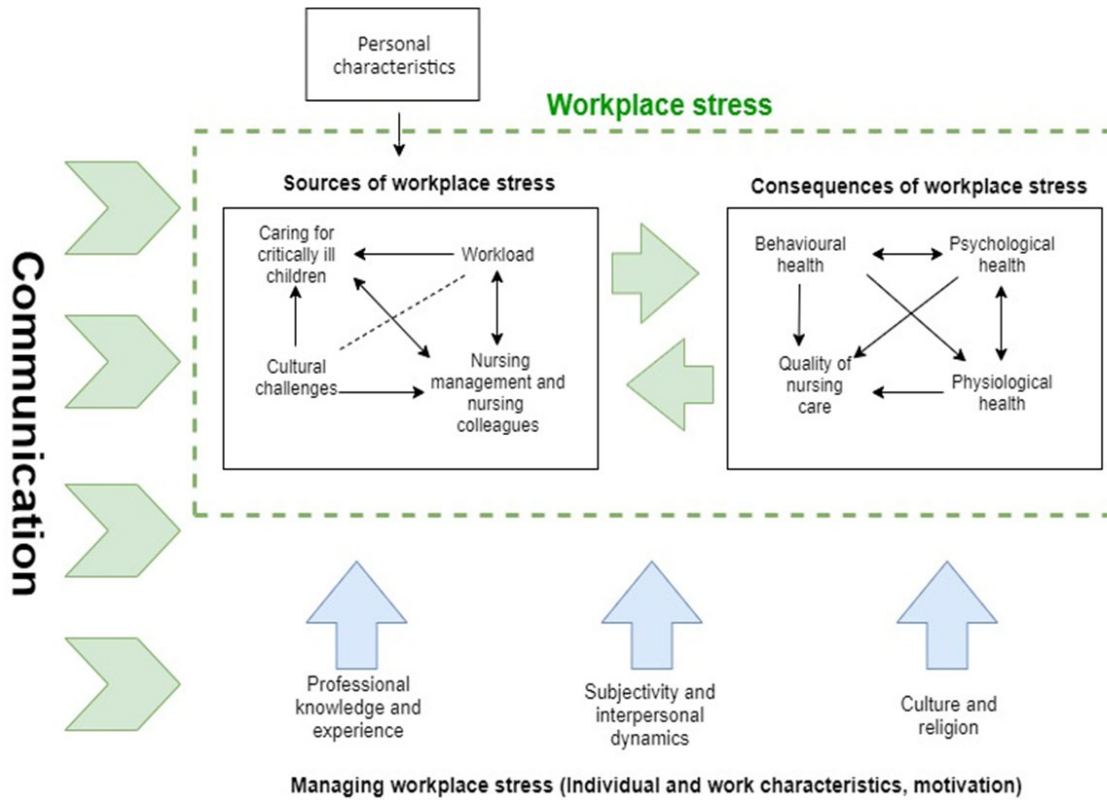 Personal
characteristics
Workplace stress
Communication
Sources of workplace stress
Caring for
critically ill
children
Workload
Cultural
challenges
Nursing
management and
nursing
colleagues
Consequences of workplace stress
Behavioural
health
Psychological
health
Quality of
nursing
care
Physiological
health
Professional
knowledge and
experience
Subjectivity and
interpersonal
dynamics
Culture and
religion
Managing workplace stress (Individual and work characteristics, motivation)